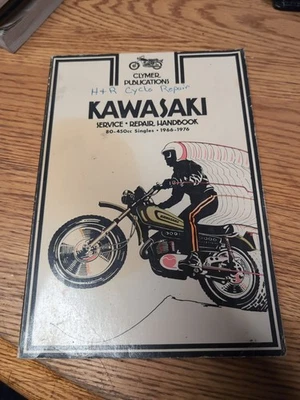 CLYMER
PUBLICATIONS
H & R Cycle Repair
KAWASAKI
SERVICE • REPAIR HANDBOOK
80-450cc Singles • 1966-1976